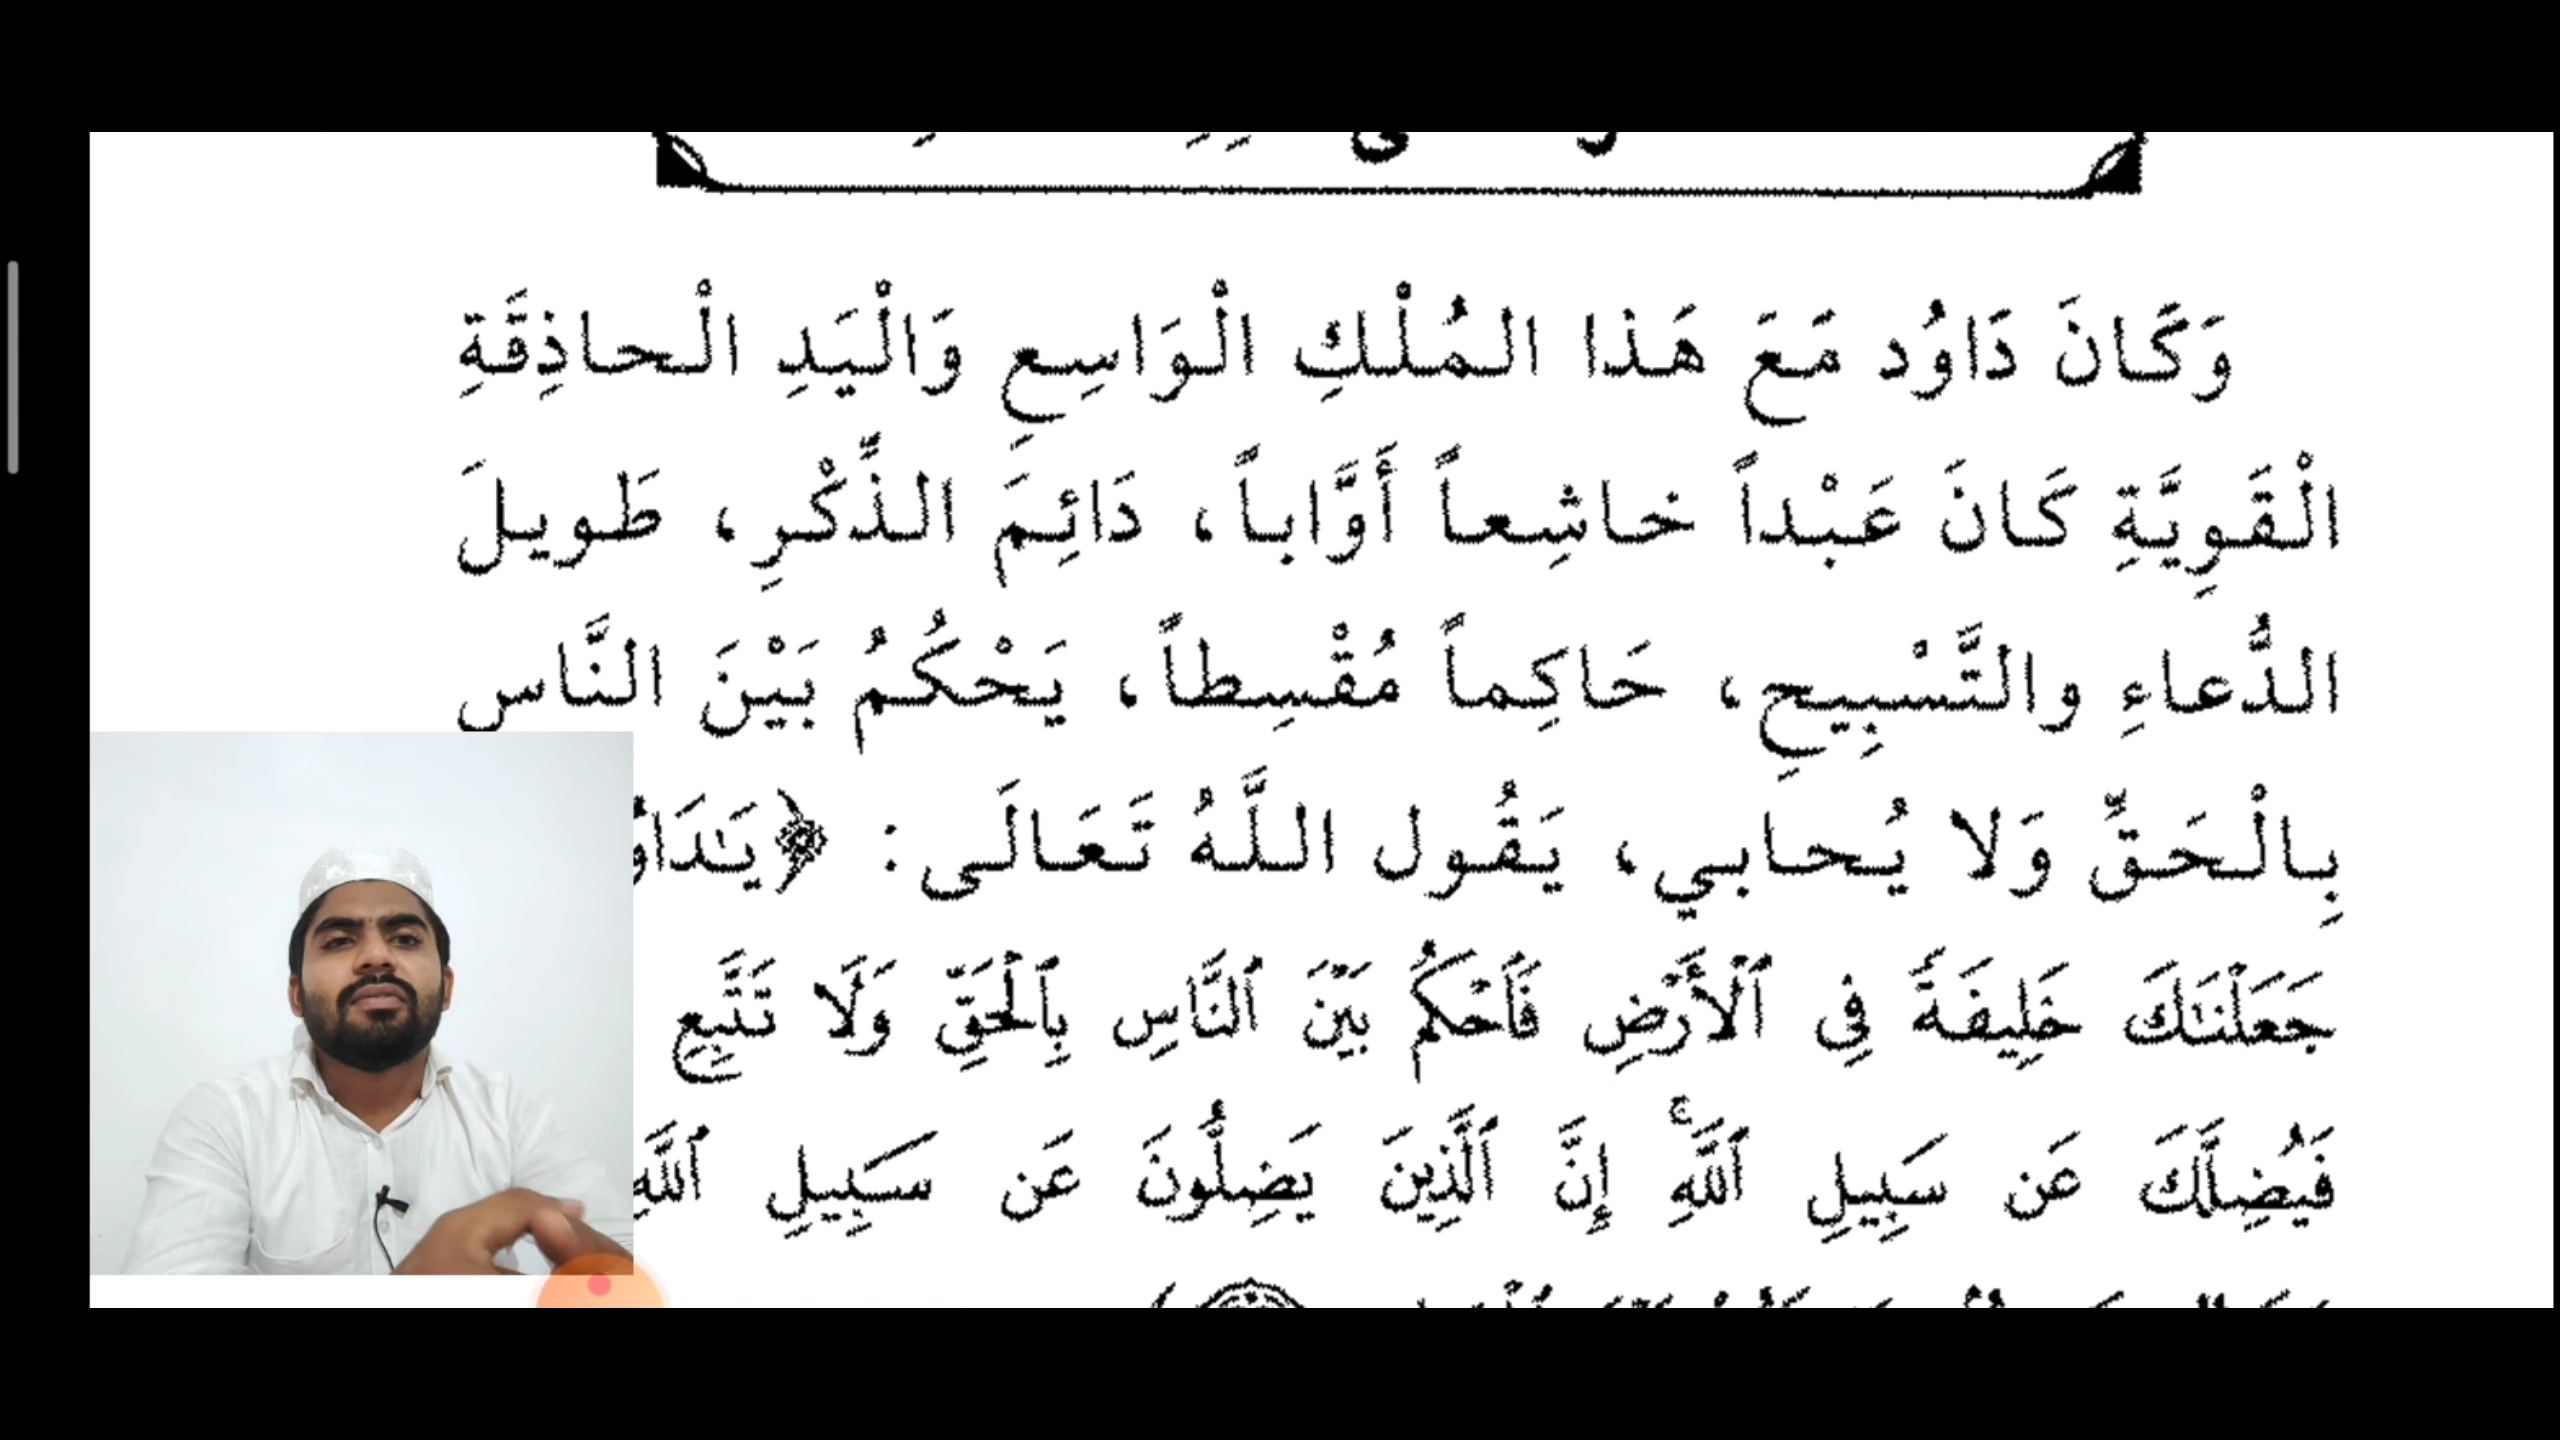 وَكَانَ دَاوُد مَعَ هَذا المُلْكِ الْوَاسِعِ وَالْيَدِ الْحاذِقَةِ
الْقَوِيَّةِ كَانَ عَبْداً خاشِعاً أَوَّاباً، دَائِمَ الذِّكْرِ، طَويلَ
الدُّعاءِ والتَّسْبِيحِ، حَاكِماً مُقْسِطاً، يَحْكُمُ بَيْنَ النَّاس
بِالْحَقِّ وَلا يُحابي، يَقُول اللَّهُ تَعَالَى: ﴿
جَعَلْنَٰكَ خَلِيفَةً فِي ٱلْأَرْضِ فَٱحْكُم بَيْنَ ٱلنَّاسِ بِٱلْحَقِّ وَلَا تَتَّبِعِ
فَيُضِلَّكَ عَن سَبِيلِ ٱللَّهِۚ إِنَّ ٱلَّذِينَ يَضِلُّونَ عَن سَبِيلِ ٱللَّهِ